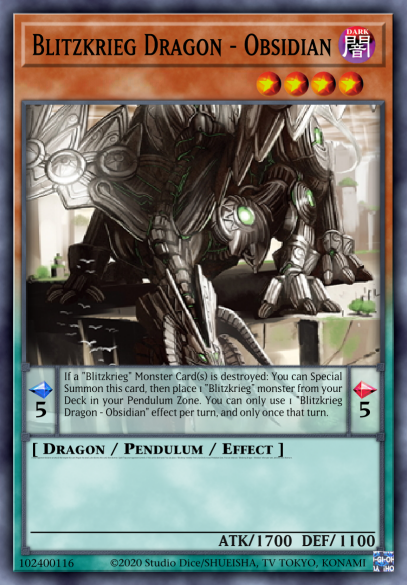 Blitzkrieg Dragon - Obsidian
DARK
闇
If a "Blitzkrieg" Monster Card(s) is destroyed: You can Special
Summon this card, then place 1 "Blitzkrieg" monster from your
Deck in your Pendulum Zone. You can only use 1 "Blitzkrieg
Dragon - Obsidian" effect per turn, and only once that turn.
5
5
[ Dragon / Pendulum / Effect ]
ATK/1700 DEF/1100
102400116
©2020 Studio Dice/SHUEISHA, TV TOKYO, KONAMI